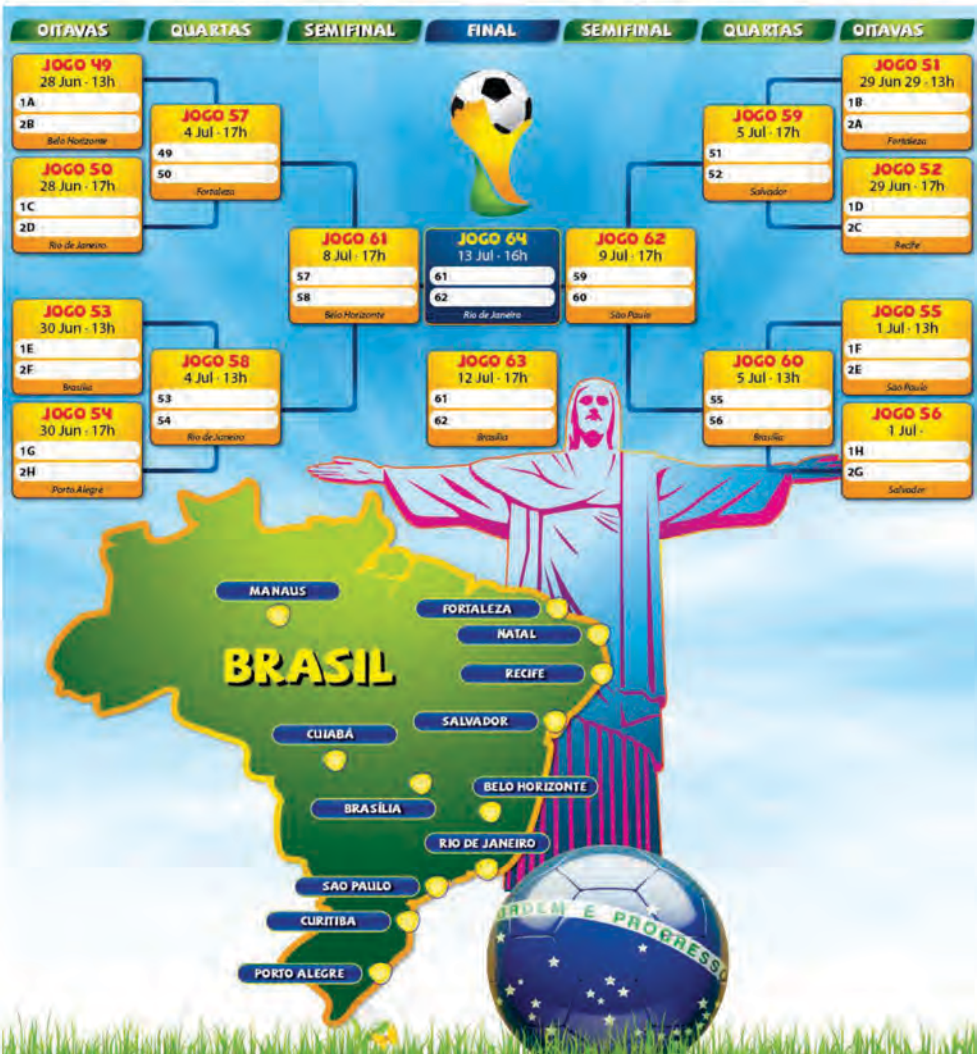 OITAVAS QUARTAS SEMIFINAL FINAL SEMIFINAL QUARTAS OITAVAS
JOGO 49
28 Jun - 13h
1A
2B
Belo Horizonte
JOGO 50
28 Jun - 17h
1C
2D
Rio de Janeiro
JOGO 57
4 Jul - 17h
49
50
Fortaleza
JOGO 53
30 Jun - 13h
1E
2F
Brasília
JOGO 54
30 Jun - 17h
1G
2H
Porto Alegre
JOGO 58
4 Jul - 13h
53
54
Rio de Janeiro
JOGO 61
8 Jul - 17h
57
58
Belo Horizonte
JOGO 64
13 Jul - 16h
61
62
Rio de Janeiro
JOGO 63
12 Jul - 17h
61
62
Brasília
JOGO 62
9 Jul - 17h
59
60
São Paulo
JOGO 59
5 Jul - 17h
51
52
Salvador
JOGO 51
29 Jun 29 - 13h
1B
2A
Fortaleza
JOGO 52
29 Jun - 17h
1D
2C
Recife
JOGO 60
5 Jul - 13h
55
56
Brasília
JOGO 55
1 Jul - 13h
1F
2E
São Paulo
JOGO 56
1 Jul -
1H
2G
Salvador
MANAUS
FORTALEZA
NATAL
BRASIL
RECIFE
SALVADOR
CUIABÁ
BELO HORIZONTE
BRASÍLIA
RIO DE JANEIRO
SAO PAULO
CURITIBA
PORTO ALEGRE
ORDEM E PROGRESSO